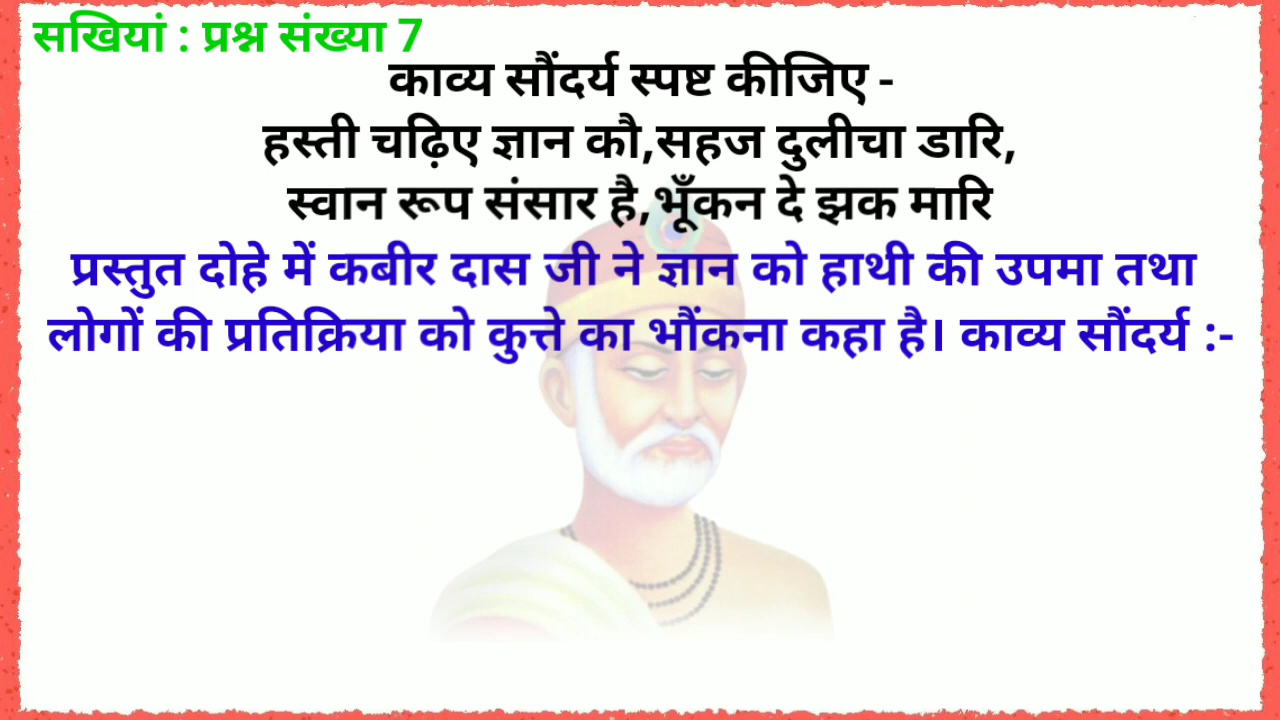 सखियां : प्रश्न संख्या 7
काव्य सौंदर्य स्पष्ट कीजिए -
हस्ती चढ़िए ज्ञान कौ,सहज दुलीचा डारि,
स्वान रूप संसार है,भूँकन दे झक मारि
प्रस्तुत दोहे में कबीर दास जी ने ज्ञान को हाथी की उपमा तथा
लोगों की प्रतिक्रिया को कुत्ते का भौंकना कहा है। काव्य सौंदर्य :-